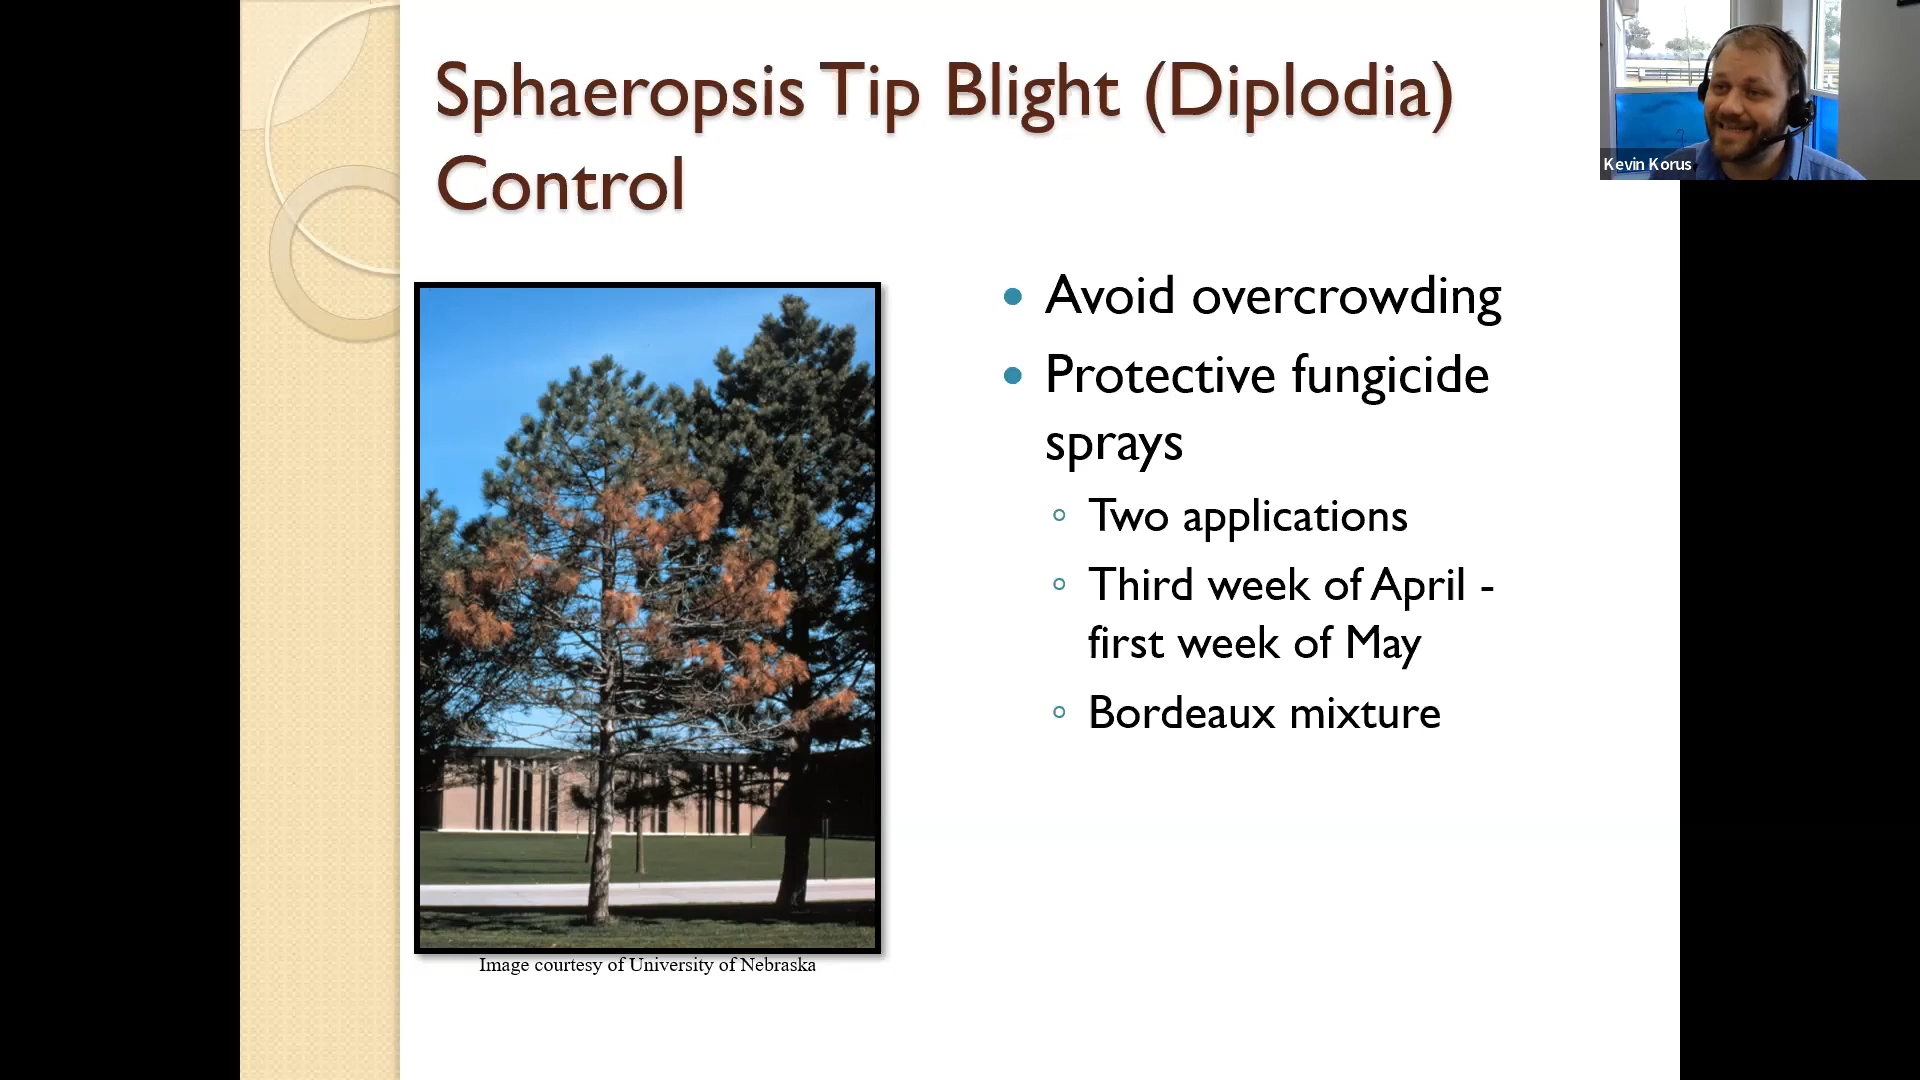 Sphaeropsis Tip Blight (Diplodia)
Control
Kevin Korus
Avoid overcrowding
Protective fungicide
sprays
Two applications
Third week of April -
first week of May
Bordeaux mixture
Image courtesy of University of Nebraska